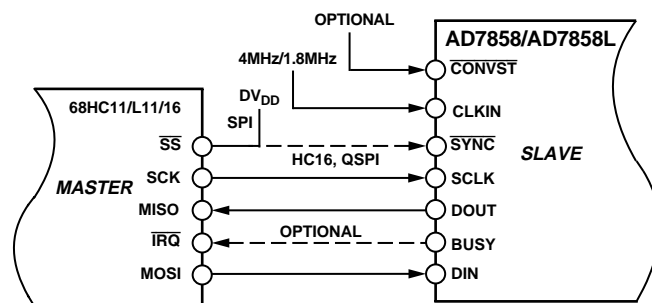 OPTIONAL
AD7858/AD7858L
4MHz/1.8MHz
CONVST
DVDD
68HC11/L11/16
CLKIN
SPI
SS
SYNC
HC16, QSPI
SLAVE
SCK
SCLK
MASTER
MISO
DOUT
OPTIONAL
IRQ
BUSY
MOSI
DIN